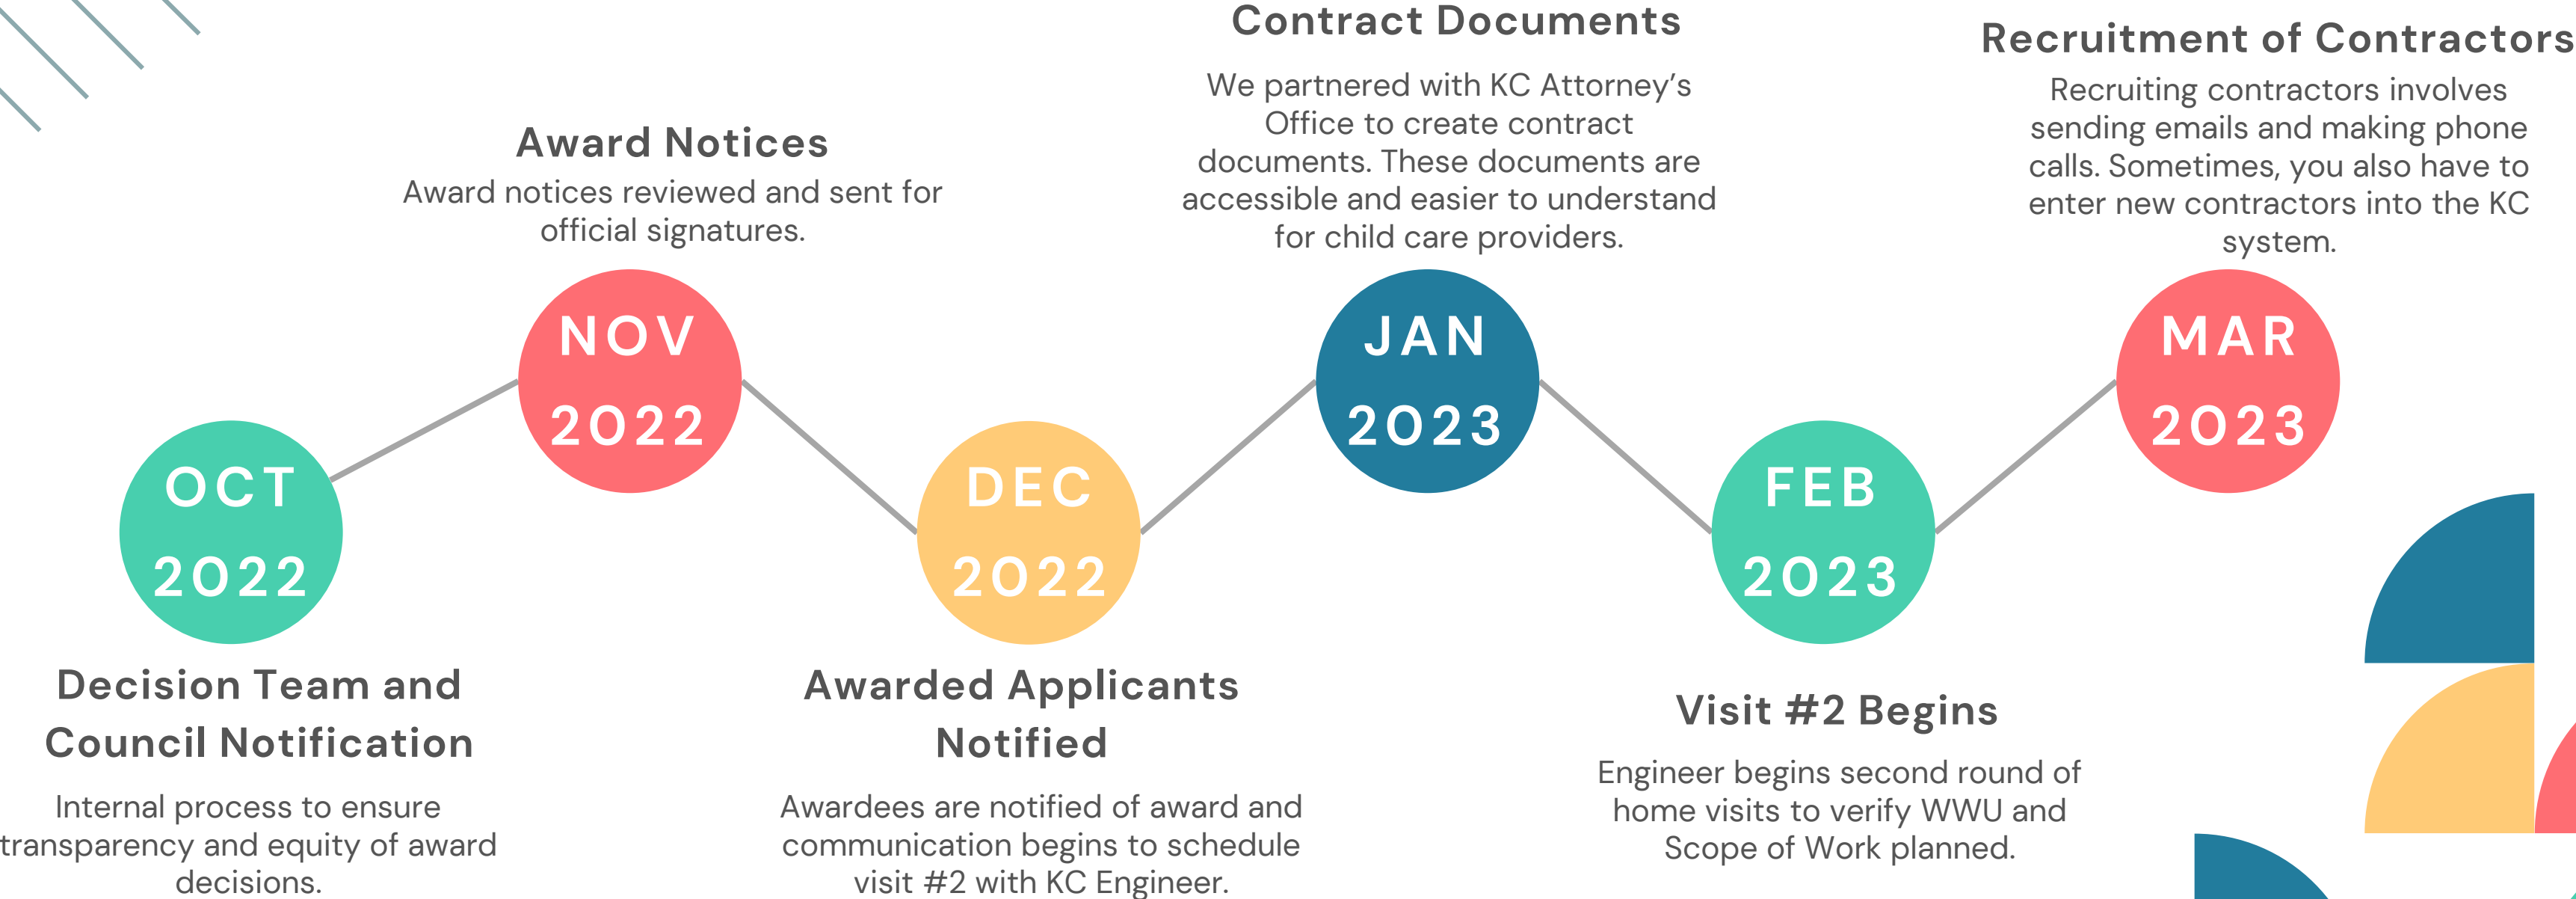 OCT
2022
Decision Team and
Council Notification
Internal process to ensure
transparency and equity of award
decisions.
Award Notices
Award notices reviewed and sent for
official signatures.
NOV
2022
DEC
2022
Awarded Applicants
Notified
Awardees are notified of award and
communication begins to schedule
visit #2 with KC Engineer.
Contract Documents
We partnered with KC Attorney’s
Office to create contract
documents. These documents are
accessible and easier to understand
for child care providers.
JAN
2023
FEB
2023
Visit #2 Begins
Engineer begins second round of
home visits to verify WWU and
Scope of Work planned.
Recruitment of Contractors
Recruiting contractors involves
sending emails and making phone
calls. Sometimes, you also have to
enter new contractors into the KC
system.
MAR
2023